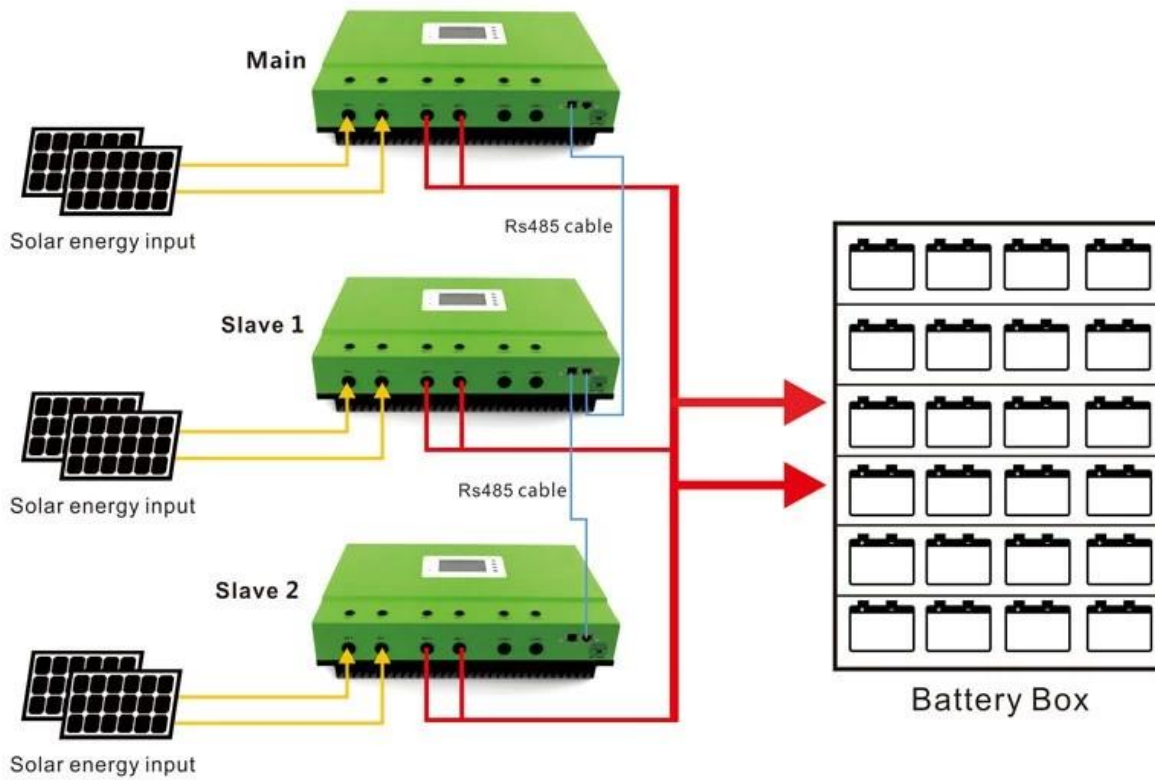 Main
Solar energy input
Rs485 cable
Slave 1
Solar energy input
Rs485 cable
Slave 2
Solar energy input
Battery Box